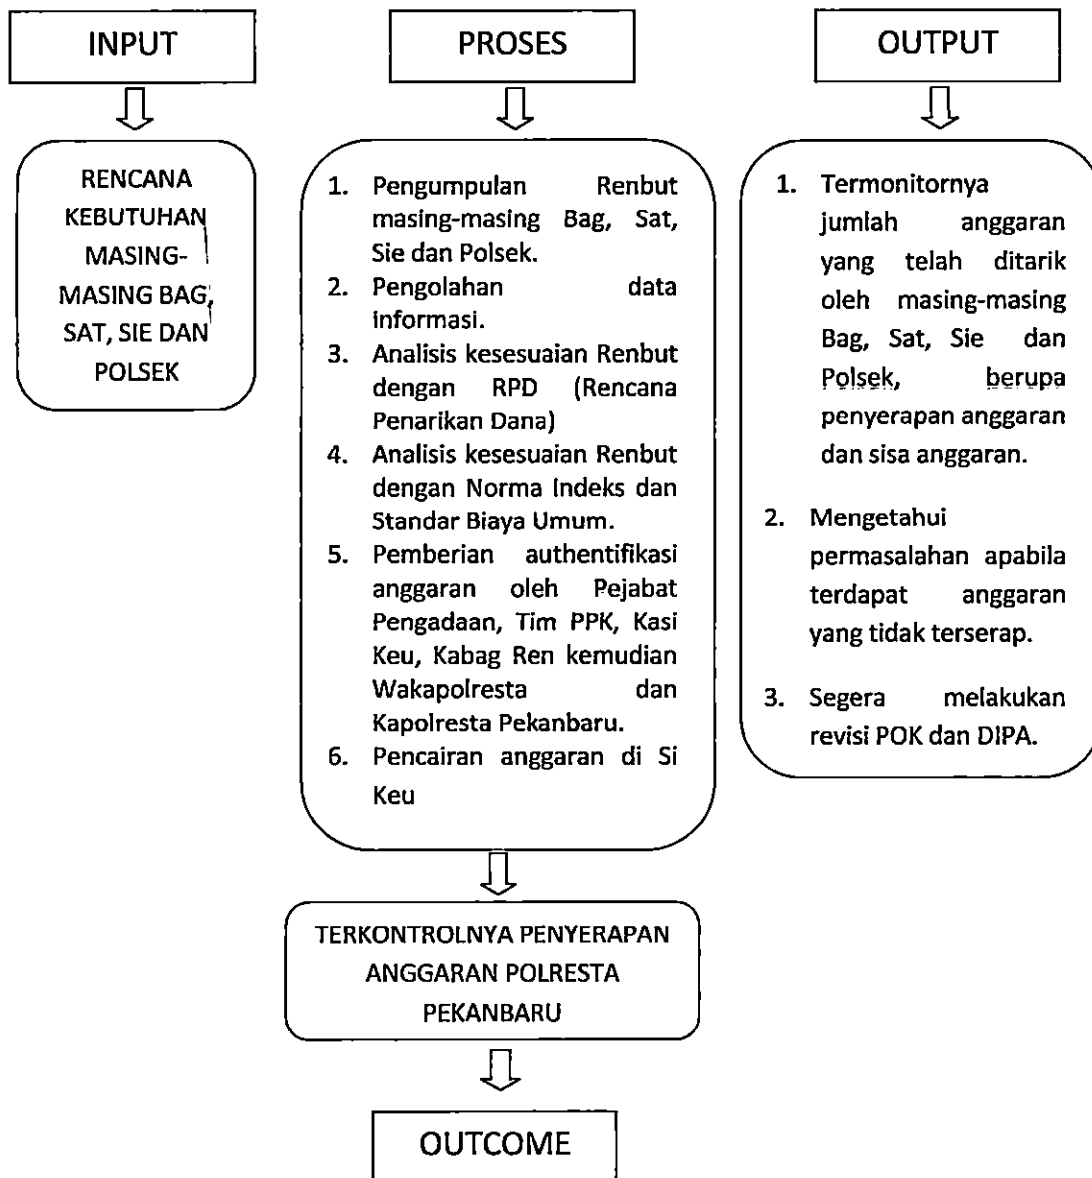 INPUT
RENCANA
KEBUTUHAN
MASING-
MASING BAG,
SAT, SIE DAN
POLSEK
PROSES
1. Pengumpulan Renbut
masing-masing Bag, Sat,
Sie dan Polsek.
2. Pengolahan data
informasi.
3. Analisis kesesuaian Renbut
dengan RPD (Rencana
Penarikan Dana)
4. Analisis kesesuaian Renbut
dengan Norma Indeks dan
Standar Biaya Umum.
5. Pemberian authentifikasi
anggaran oleh Pejabat
Pengadaan, Tim PPK, Kasi
Keu, Kabag Ren kemudian
Wakapolresta dan
Kapolresta Pekanbaru.
6. Pencairan anggaran di Si
Keu
OUTPUT
1. Termonitornya
jumlah anggaran
yang telah ditarik
oleh masing-masing
Bag, Sat, Sie dan
Polsek, berupa
penyerapan anggaran
dan sisa anggaran.
2. Mengetahui
permasalahan apabila
terdapat anggaran
yang tidak terserap.
3. Segera melakukan
revisi POK dan DIPA.
TERKONTROLNYA PENYERAPAN
ANGGARAN POLRESTA
PEKANBARU
OUTCOME